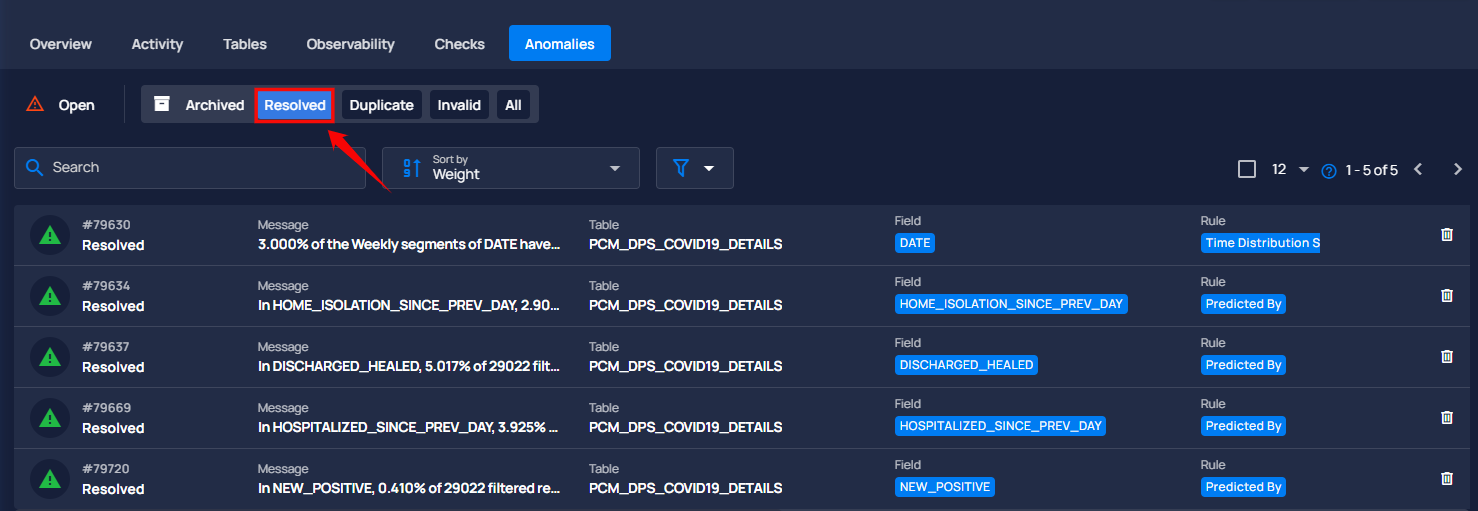 Overview Activity Tables Observability Checks Anomalies
Open Archived Resolved Duplicate Invalid All
Search Sort by Weight 12 1 - 5 of 5
#79630 Message Table Field Rule
Resolved 3.000% of the Weekly segments of DATE have... PCM_DPS_COVID19_DETAILS DATE Time Distribution S
#79634 Message Table Field Rule
Resolved In HOME_ISOLATION_SINCE_PREV_DAY, 2.90... PCM_DPS_COVID19_DETAILS HOME_ISOLATION_SINCE_PREV_DAY Predicted By
#79637 Message Table Field Rule
Resolved In DISCHARGED_HEALED, 5.017% of 29022 filt... PCM_DPS_COVID19_DETAILS DISCHARGED_HEALED Predicted By
#79669 Message Table Field Rule
Resolved In HOSPITALIZED_SINCE_PREV_DAY, 3.925% ... PCM_DPS_COVID19_DETAILS HOSPITALIZED_SINCE_PREV_DAY Predicted By
#79720 Message Table Field Rule
Resolved In NEW_POSITIVE, 0.410% of 29022 filtered re... PCM_DPS_COVID19_DETAILS NEW_POSITIVE Predicted By